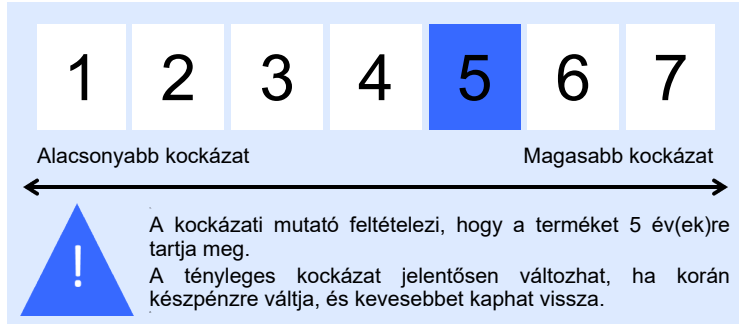 1 2 3 4 5 6 7
Alacsonyabb kockázat Magasabb kockázat
! A kockázati mutató feltételezi, hogy a terméket 5 év(ek)re
tartja meg.
A tényleges kockázat jelentősen változhat, ha korán
készpénzre váltja, és kevesebbet kaphat vissza.